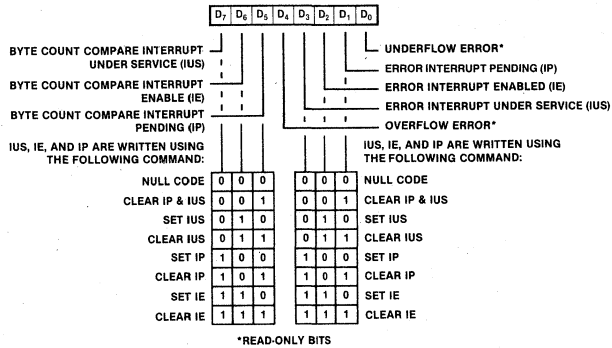 D7 D6 D5 D4 D3 D2 D1 D0
BYTE COUNT COMPARE INTERRUPT
UNDER SERVICE (IUS)
BYTE COUNT COMPARE INTERRUPT
ENABLE (IE)
BYTE COUNT COMPARE INTERRUPT
PENDING (IP)
UNDERFLOW ERROR*
ERROR INTERRUPT PENDING (IP)
ERROR INTERRUPT ENABLED (IE)
ERROR INTERRUPT UNDER SERVICE (IUS)
OVERFLOW ERROR*
IUS, IE, AND IP ARE WRITTEN USING
THE FOLLOWING COMMAND:
IUS, IE, AND IP ARE WRITTEN USING
THE FOLLOWING COMMAND:
NULL CODE 0 0 0 0 0 0 NULL CODE
CLEAR IP & IUS 0 0 1 0 0 1 CLEAR IP & IUS
SET IUS 0 1 0 0 1 0 SET IUS
CLEAR IUS 0 1 1 0 1 1 CLEAR IUS
SET IP 1 0 0 1 0 0 SET IP
CLEAR IP 1 0 1 1 0 1 CLEAR IP
SET IE 1 1 0 1 1 0 SET IE
CLEAR IE 1 1 1 1 1 1 CLEAR IE
*READ-ONLY BITS